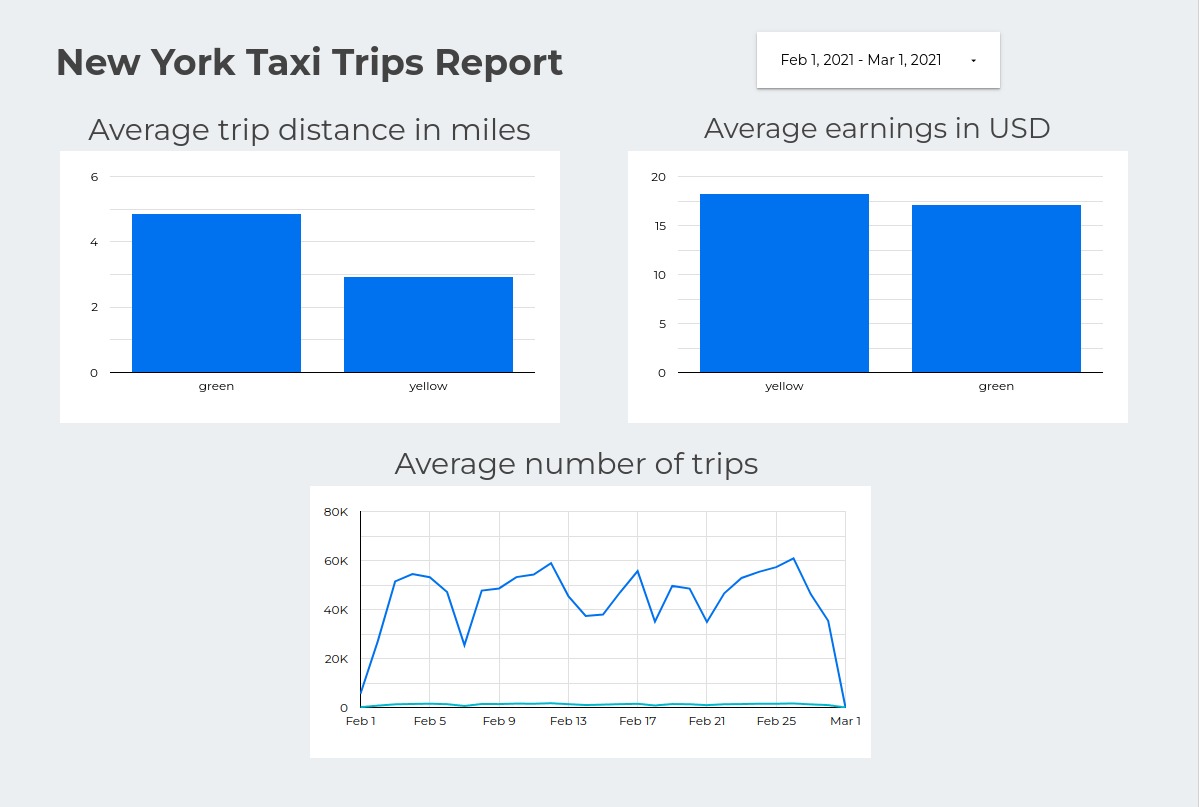 New York Taxi Trips Report
Feb 1, 2021 - Mar 1, 2021
Average trip distance in miles
6
4
2
0
green yellow
Average earnings in USD
20
15
10
5
0
yellow green
Average number of trips
80K
60K
40K
20K
0
Feb 1 Feb 5 Feb 9 Feb 13 Feb 17 Feb 21 Feb 25 Mar 1